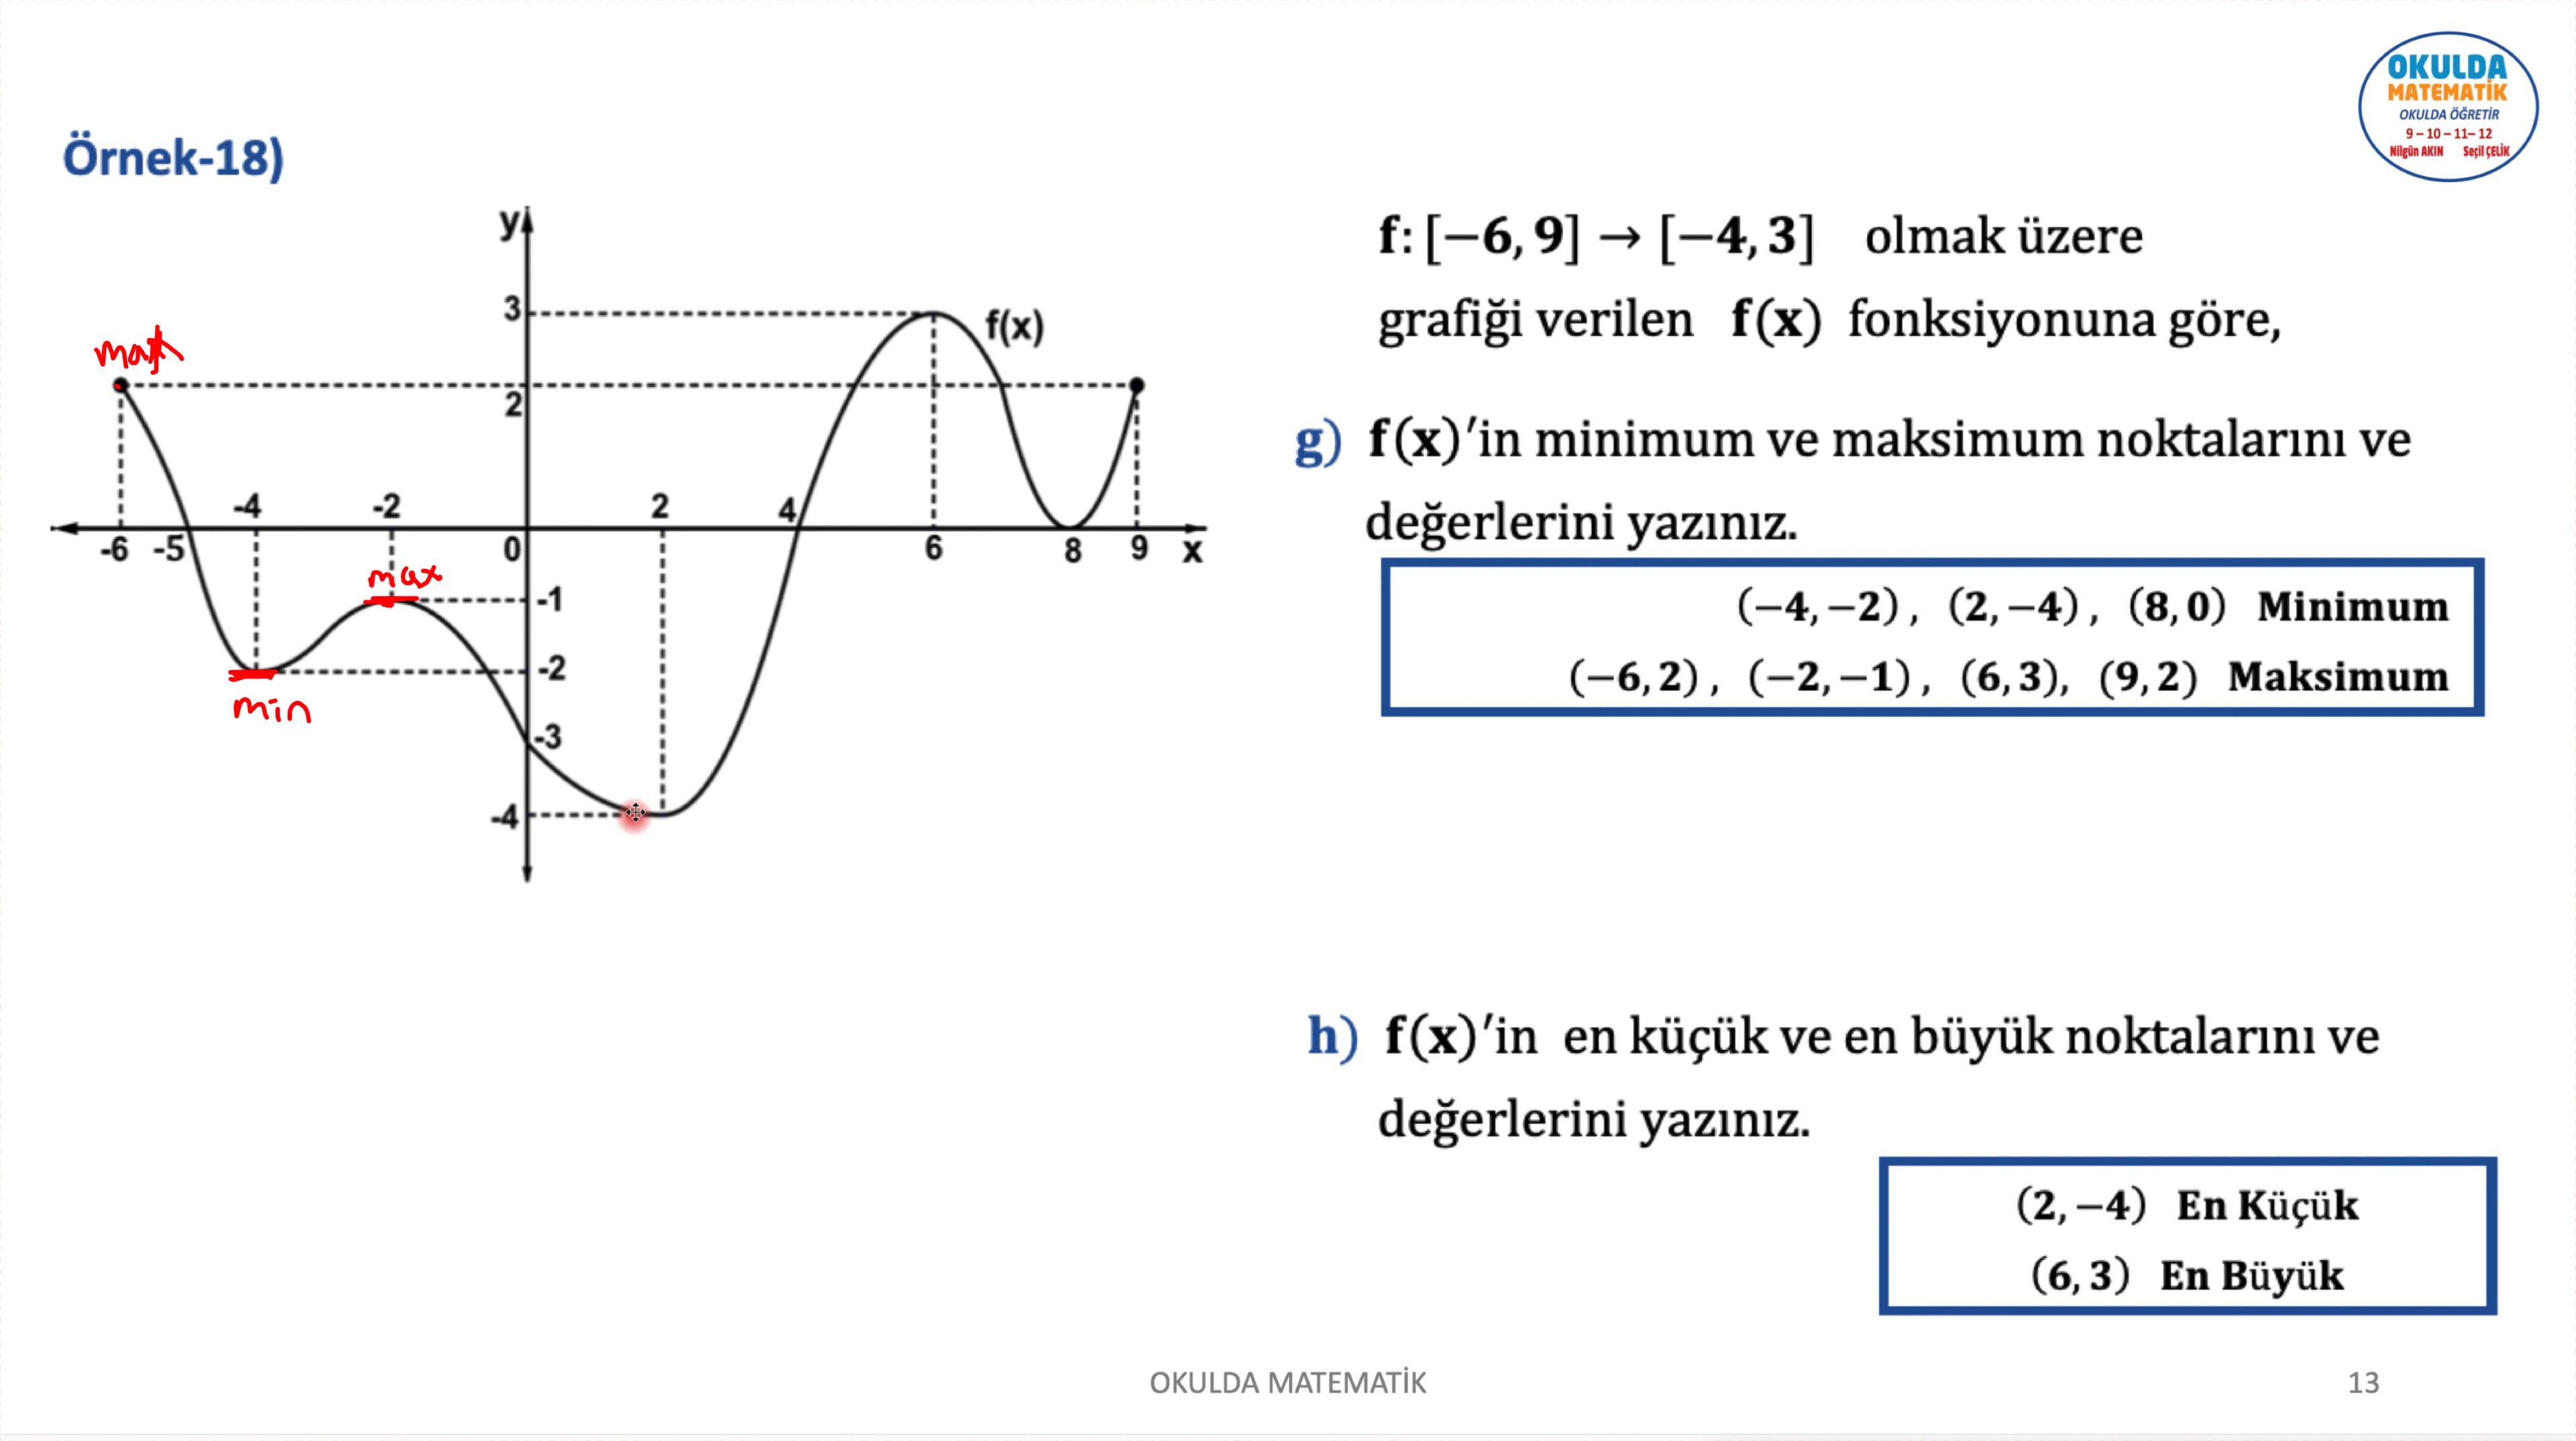 OKULDA
MATEMATİK
OKULDA ÖĞRETİR
9 – 10 – 11– 12
Nilgün AKIN Seçil ÇELİK
Örnek-18)
f: [−6, 9] → [−4, 3] olmak üzere
grafiği verilen f(x) fonksiyonuna göre,
y
3
f(x)
max
2
-4 -2 2 4
-6 -5 0 6 8 9 x
max
-1
-2
min
-3
-4
g) f(x)′in minimum ve maksimum noktalarını ve
değerlerini yazınız.
(−4, −2) , (2, −4) , (8, 0) Minimum
(−6, 2) , (−2, −1) , (6, 3), (9, 2) Maksimum
h) f(x)′in en küçük ve en büyük noktalarını ve
değerlerini yazınız.
(2, −4) En Küçük
(6, 3) En Büyük
OKULDA MATEMATİK
13